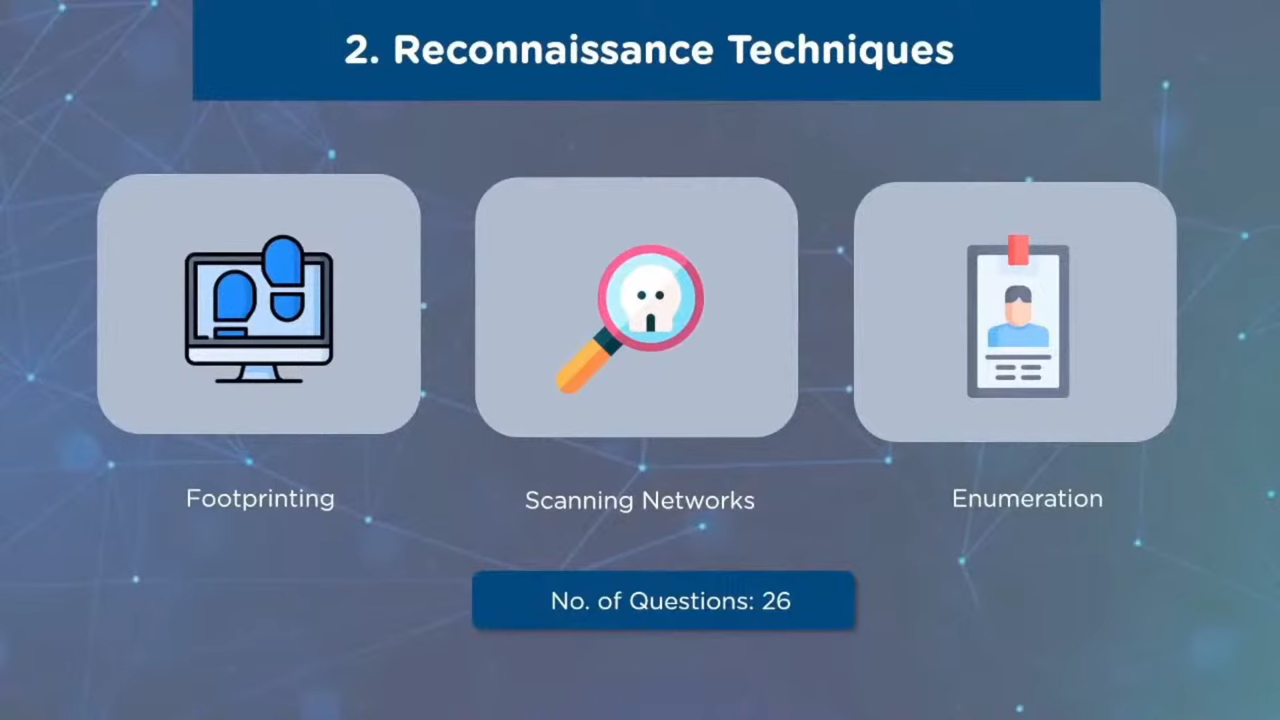 2. Reconnaissance Techniques
Footprinting
Scanning Networks
Enumeration
No. of Questions: 26